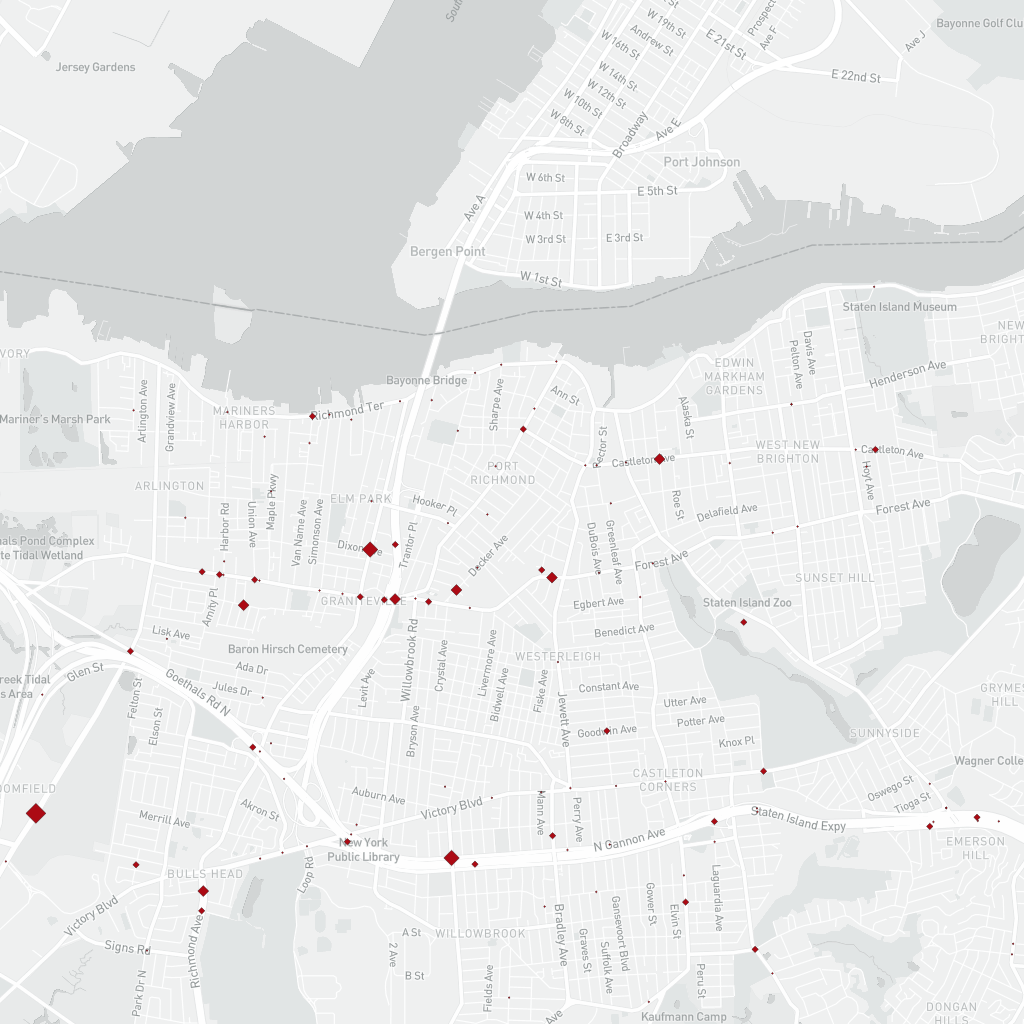 South
W 19th St
Prospect
Ave F
Bayonne Golf Clu
Andrew St
W 16th St
E 21st St
Ave J
Jersey Gardens
W 14th St
E 22nd St
W 12th St
W 10th St
Broadway
Ave E
W 8th St
Port Johnson
W 6th St
E 5th St
Ave A
W 4th St
W 3rd St
E 3rd St
Bergen Point
W 1st St
Staten Island Museum
NEW
BRIGHT
IVORY
Davis Ave
Pelton Ave
EDWIN
MARKHAM
GARDENS
Henderson Ave
Bayonne Bridge
Sharpe Ave
Ann St
Arlington Ave
Grandview Ave
Mariner's Marsh Park
MARINERS
HARBOR
Richmond Ter
Alaska St
Rector St
WEST NEW
BRIGHTON
Castleton Ave
Castleton Ave
PORT
RICHMOND
Hoyt Ave
ARLINGTON
Maple Pkwy
ELM PARK
Hooker Pl
Roe St
Delafield Ave
Forest Ave
Harbor Rd
Union Ave
Van Name Ave
Simonson Ave
Trantor Pl
Decker Ave
DuBois Ave
Greenleaf Ave
als Pond Complex
te Tidal Wetland
Dixon Ave
Forest Ave
SUNSET HILL
Amity Pl
GRANITEVILLE
Egbert Ave
Staten Island Zoo
Lisk Ave
Benedict Ave
Baron Hirsch Cemetery
Willowbrook Rd
Crystal Ave
Livermore Ave
Bidwell Ave
WESTERLEIGH
Ada Dr
Glen St
Goethals Rd N
reek Tidal
s Area
Jules Dr
Levit Ave
Fiske Ave
Jewett Ave
Constant Ave
Utter Ave
GRYMES
HILL
Felton St
Elson St
Bryson Ave
Potter Ave
Goodwin Ave
Knox Pl
SUNNYSIDE
Wagner Colle
OOMFIELD
CASTLETON
CORNERS
Oswego St
Tioga St
Auburn Ave
Victory Blvd
Akron St
Merrill Ave
Mann Ave
Perry Ave
Staten Island Expy
N Gannon Ave
New York
Public Library
EMERSON
HILL
Loop Rd
BULLS HEAD
Laguardia Ave
Victory Blvd
Gower St
Elvin St
Gansevoort Blvd
Bradley Ave
Graves St
Suffolk Ave
A St
WILLOWBROOK
Signs Rd
Richmond Ave
2 Ave
B St
Park Dr N
Fields Ave
Peru St
Ave
Kaufmann Camp
DONGAN
HILLS